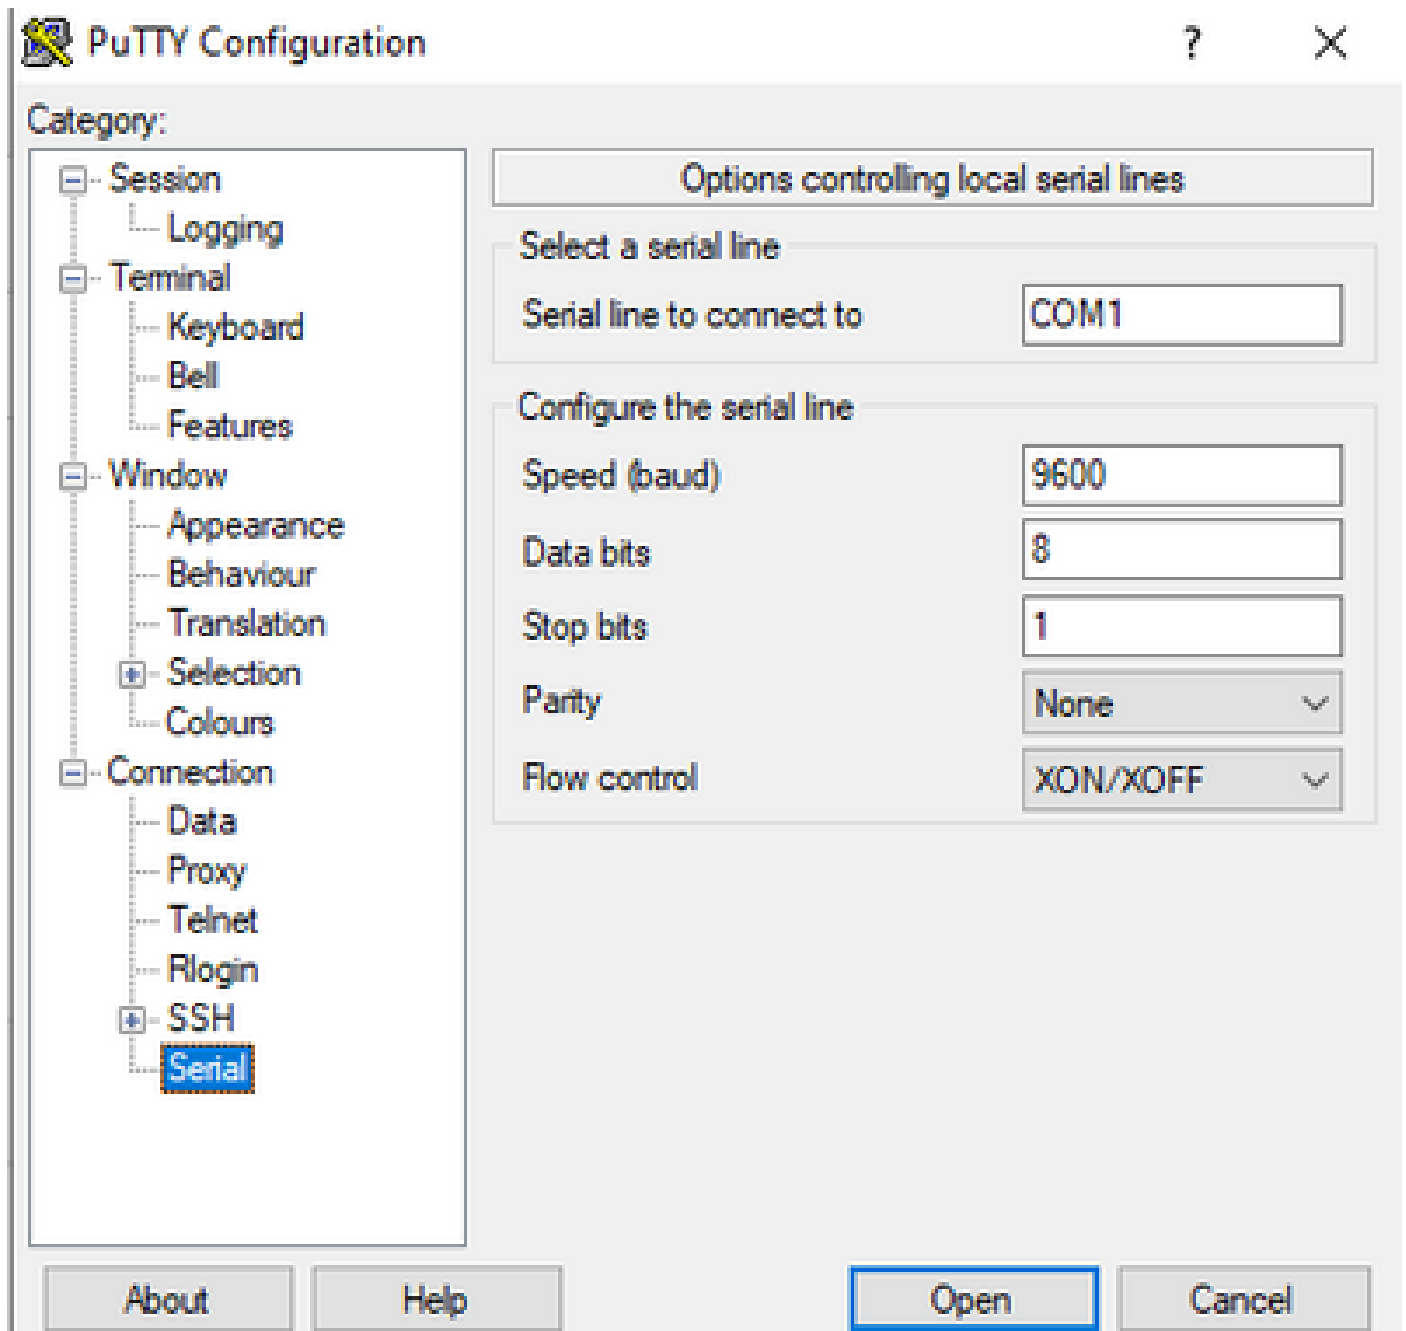 PuTTY Configuration
?
Category:
Session
Logging
Terminal
Keyboard
Bell
Features
Window
Appearance
Behaviour
Translation
Selection
Colours
Connection
Data
Proxy
Telnet
Rlogin
SSH
Serial
Options controlling local serial lines
Select a serial line
Serial line to connect to COM1
Configure the serial line
Speed (baud) 9600
Data bits 8
Stop bits 1
Parity None
Flow control XON/XOFF
About Help Open Cancel